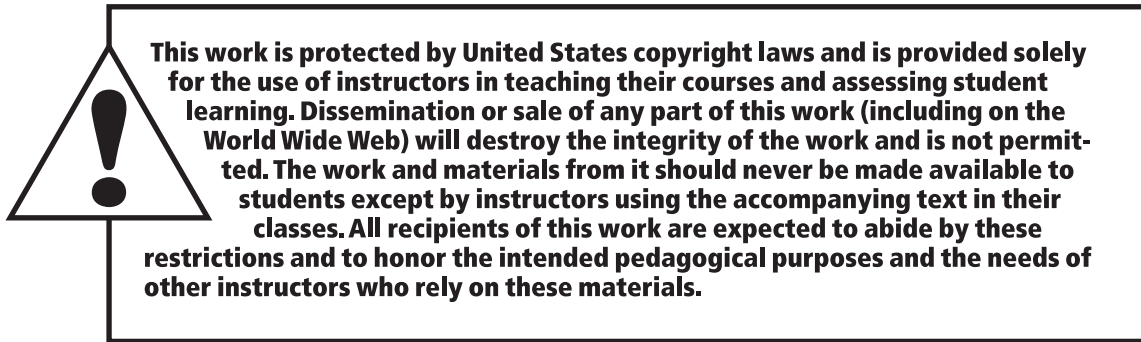 This work is protected by United States copyright laws and is provided solely
for the use of instructors in teaching their courses and assessing student
learning. Dissemination or sale of any part of this work (including on the
World Wide Web) will destroy the integrity of the work and is not permit-
ted. The work and materials from it should never be made available to
students except by instructors using the accompanying text in their
classes. All recipients of this work are expected to abide by these
restrictions and to honor the intended pedagogical purposes and the needs of
other instructors who rely on these materials.